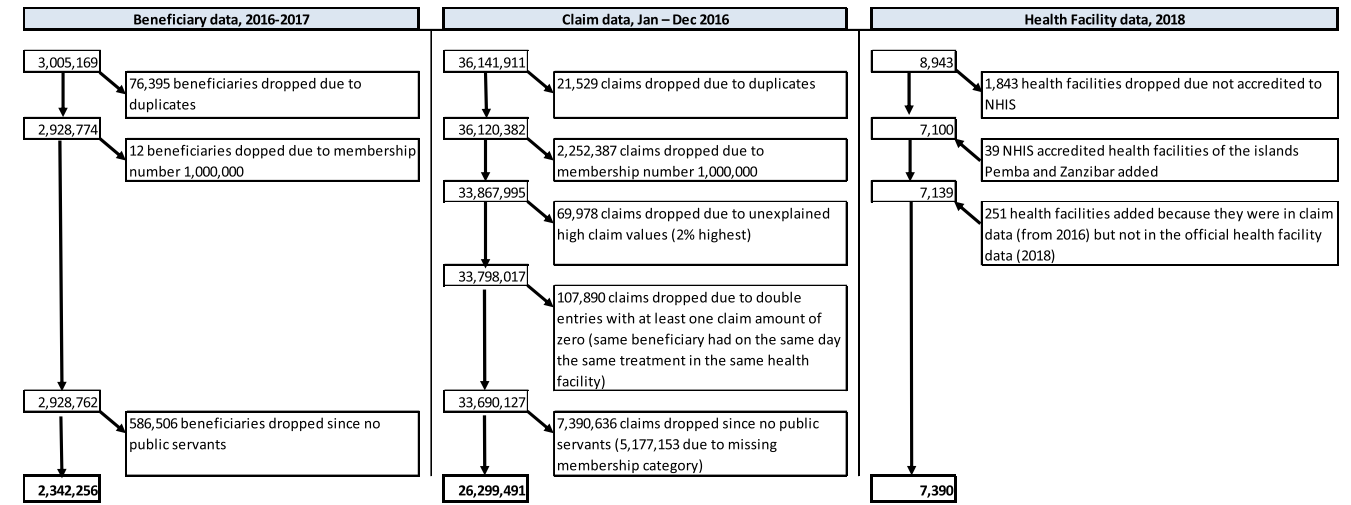 Beneficiary data, 2016-2017
3,005,169
76,395 beneficiaries dropped due to
duplicates
2,928,774
12 beneficiaries dopped due to membership
number 1,000,000
2,928,762
586,506 beneficiaries dropped since no
public servants
2,342,256
Claim data, Jan – Dec 2016
36,141,911
21,529 claims dropped due to duplicates
36,120,382
2,252,387 claims dropped due to
membership number 1,000,000
33,867,995
69,978 claims dropped due to unexplained
high claim values (2% highest)
33,798,017
107,890 claims dropped due to double
entries with at least one claim amount of
zero (same beneficiary had on the same day
the same treatment in the same health
facility)
33,690,127
7,390,636 claims dropped since no public
servants (5,177,153 due to missing
membership category)
26,299,491
Health Facility data, 2018
8,943
1,843 health facilities dropped due not accredited to
NHIS
7,100
39 NHIS accredited health facilities of the islands
Pemba and Zanzibar added
7,139
251 health facilities added because they were in claim
data (from 2016) but not in the official health facility
data (2018)
7,390